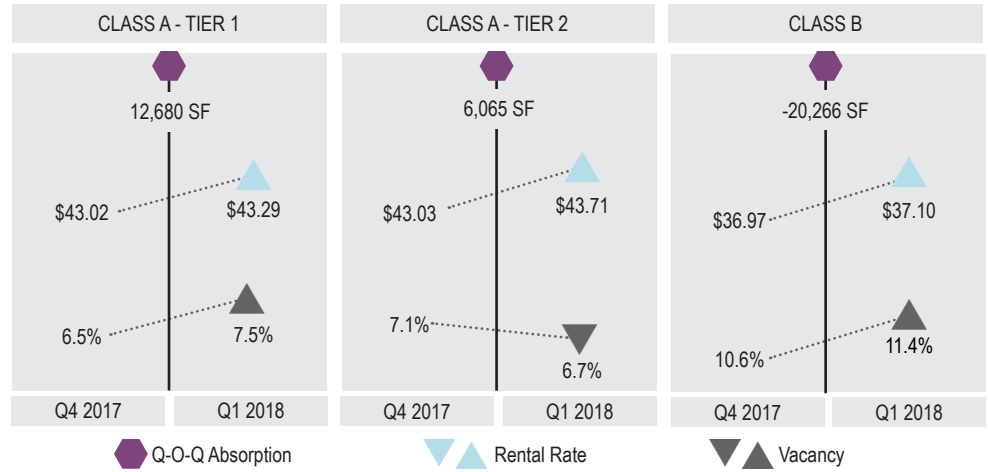 CLASS A - TIER 1
12,680 SF
$43.02
$43.29
6.5%
7.5%
Q4 2017
Q1 2018
CLASS A - TIER 2
6,065 SF
$43.03
$43.71
7.1%
6.7%
Q4 2017
Q1 2018
CLASS B
-20,266 SF
$36.97
$37.10
10.6%
11.4%
Q4 2017
Q1 2018
Q-O-Q Absorption
Rental Rate
Vacancy